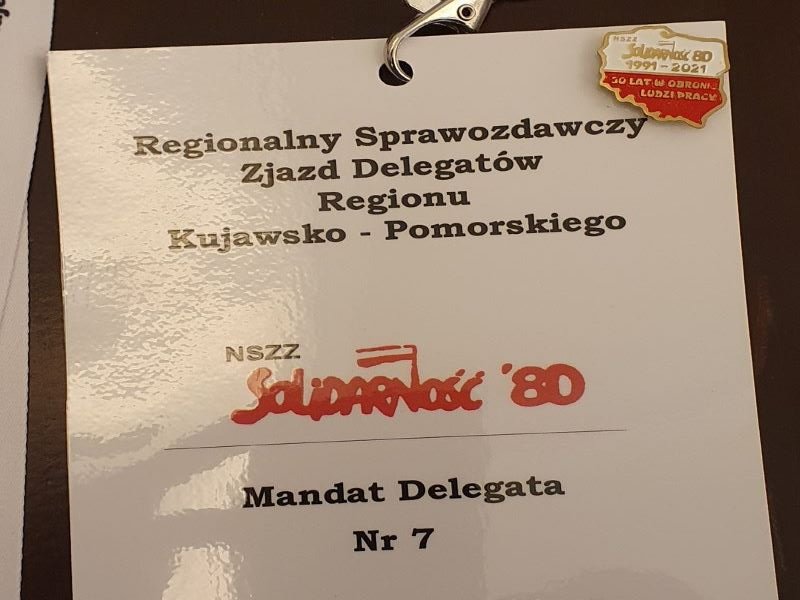 NSZZ
SOLIDARNOŚĆ 80
1991-2021
30 LAT W OBRONIE
LUDZI PRACY
Regionalny Sprawozdawczy
Zjazd Delegatów
Regionu
Kujawsko - Pomorskiego
NSZZ
SOLIDARNOŚĆ '80
Mandat Delegata
Nr 7